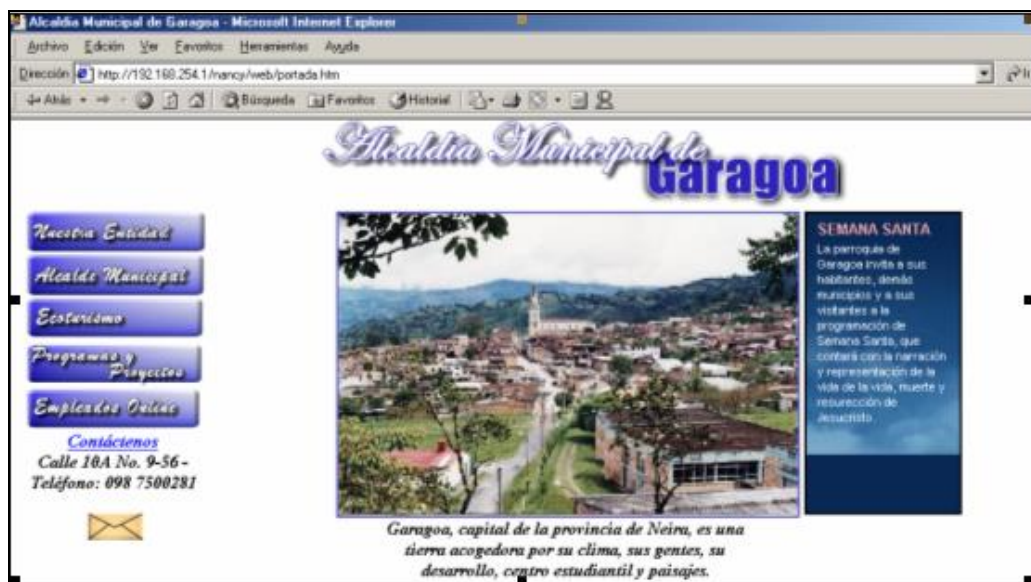 Alcaldía Municipal de Garagoa - Microsoft Internet Explorer
Archivo Edición Ver Favoritos Herramientas Ayuda
Dirección http://192.168.254.1/nancy/web/portada.htm
Atrás Búsqueda Favoritos Historial
Alcaldía Municipal de
Garagoa
Nuestra Entidad
Alcalde Municipal
Ecoturismo
Programas y
Proyectos
Empleados Online
Contáctenos
Calle 10A No. 9-56 -
Teléfono: 098 7500281
SEMANA SANTA
La parroquia de
Garagoa invita a sus
habitantes, demás
municipios y a sus
visitantes a la
programación de
Semana Santa, que
contará con la narración
y representación de la
vida de la vida, muerte y
resurección de
Jesucristo.
Garagoa, capital de la provincia de Neira, es una
tierra acogedora por su clima, sus gentes, su
desarrollo, centro estudiantil y paisajes.